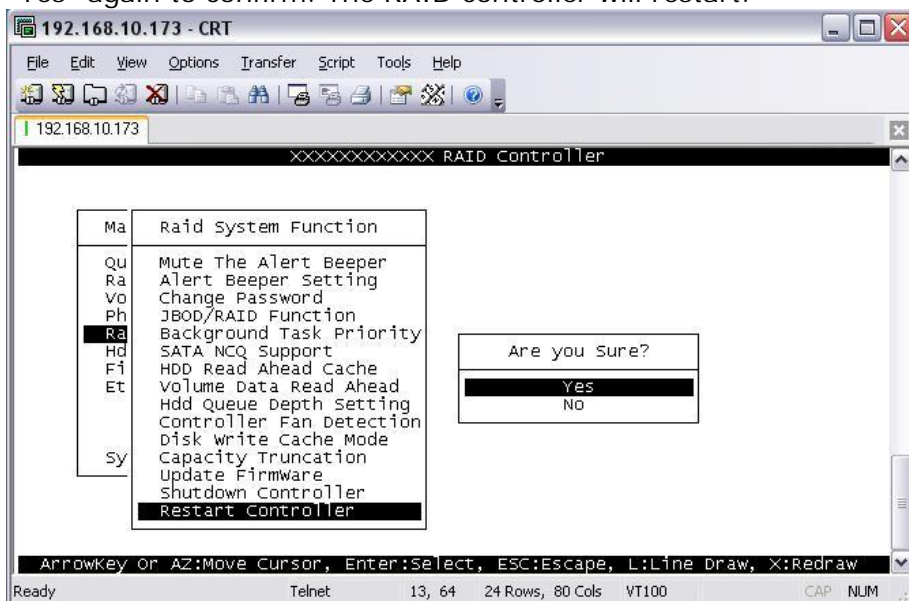 "Yes" again to confirm. The RAID controller will restart.
192.168.10.173 - CRT
File Edit View Options Transfer Script Tools Help
192.168.10.173
XXXXXXXXXXXX RAID Controller
Ma
Qu
Ra
Vo
Ph
Ra
Hd
Fi
Et
Sy
Raid System Function
Mute The Alert Beeper
Alert Beeper Setting
Change Password
JBOD/RAID Function
Background Task Priority
SATA NCQ Support
HDD Read Ahead Cache
Volume Data Read Ahead
Hdd Queue Depth Setting
Controller Fan Detection
Disk Write Cache Mode
Capacity Truncation
Update FirmWare
Shutdown Controller
Restart Controller
Are you Sure?
Yes
No
ArrowKey Or AZ:Move Cursor, Enter:Select, ESC:Escape, L:Line Draw, X:Redraw
Ready Telnet 13, 64 24 Rows, 80 Cols VT100 CAP NUM